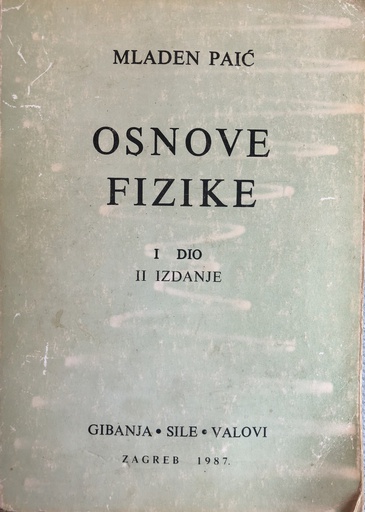 MLADEN PAIĆ
OSNOVE
FIZIKE
I DIO
II IZDANJE
GIBANJA • SILE • VALOVI
ZAGREB 1987.